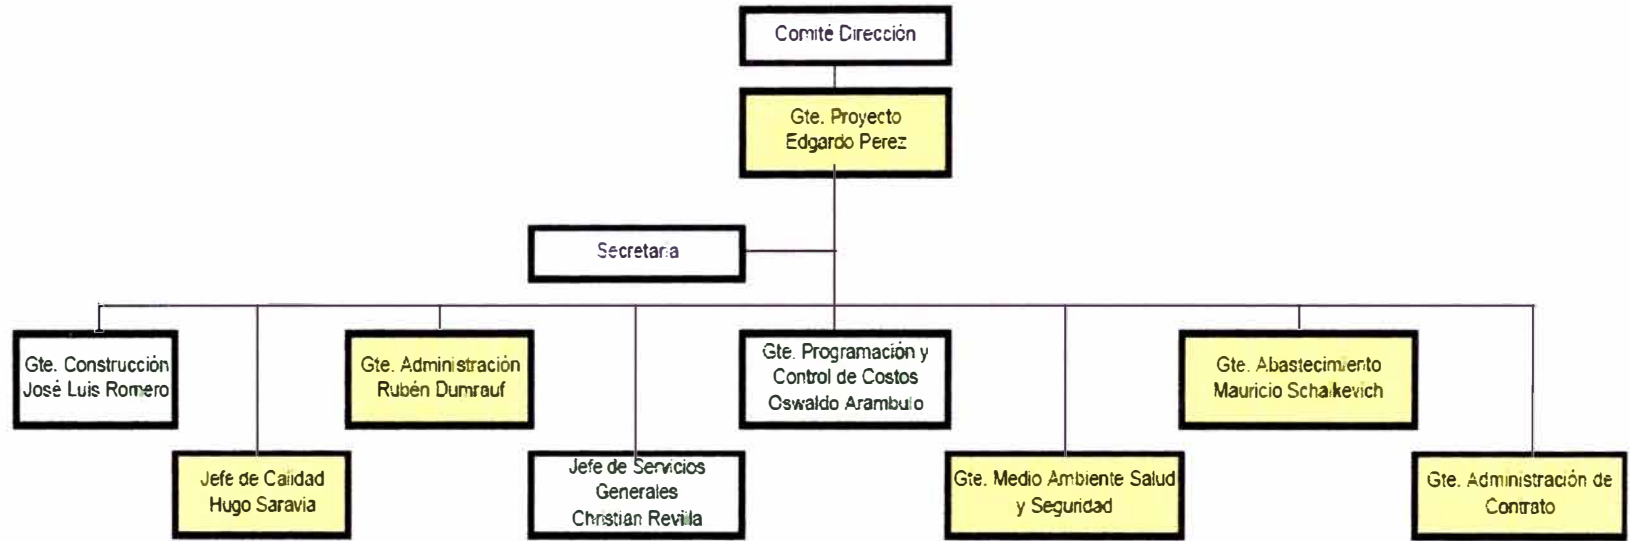 Comité Dirección
Gte. Proyecto
Edgardo Perez
Secretaria
Gte. Construcción
José Luis Romero
Gte. Administración
Rubén Dumrauf
Gte. Programación y
Control de Costos
Oswaldo Arambulo
Gte. Abastecimiento
Mauricio Schalkevich
Jefe de Calidad
Hugo Saravia
Jefe de Servicios
Generales
Christian Revilla
Gte. Medio Ambiente Salud
y Seguridad
Gte. Administración de
Contrato